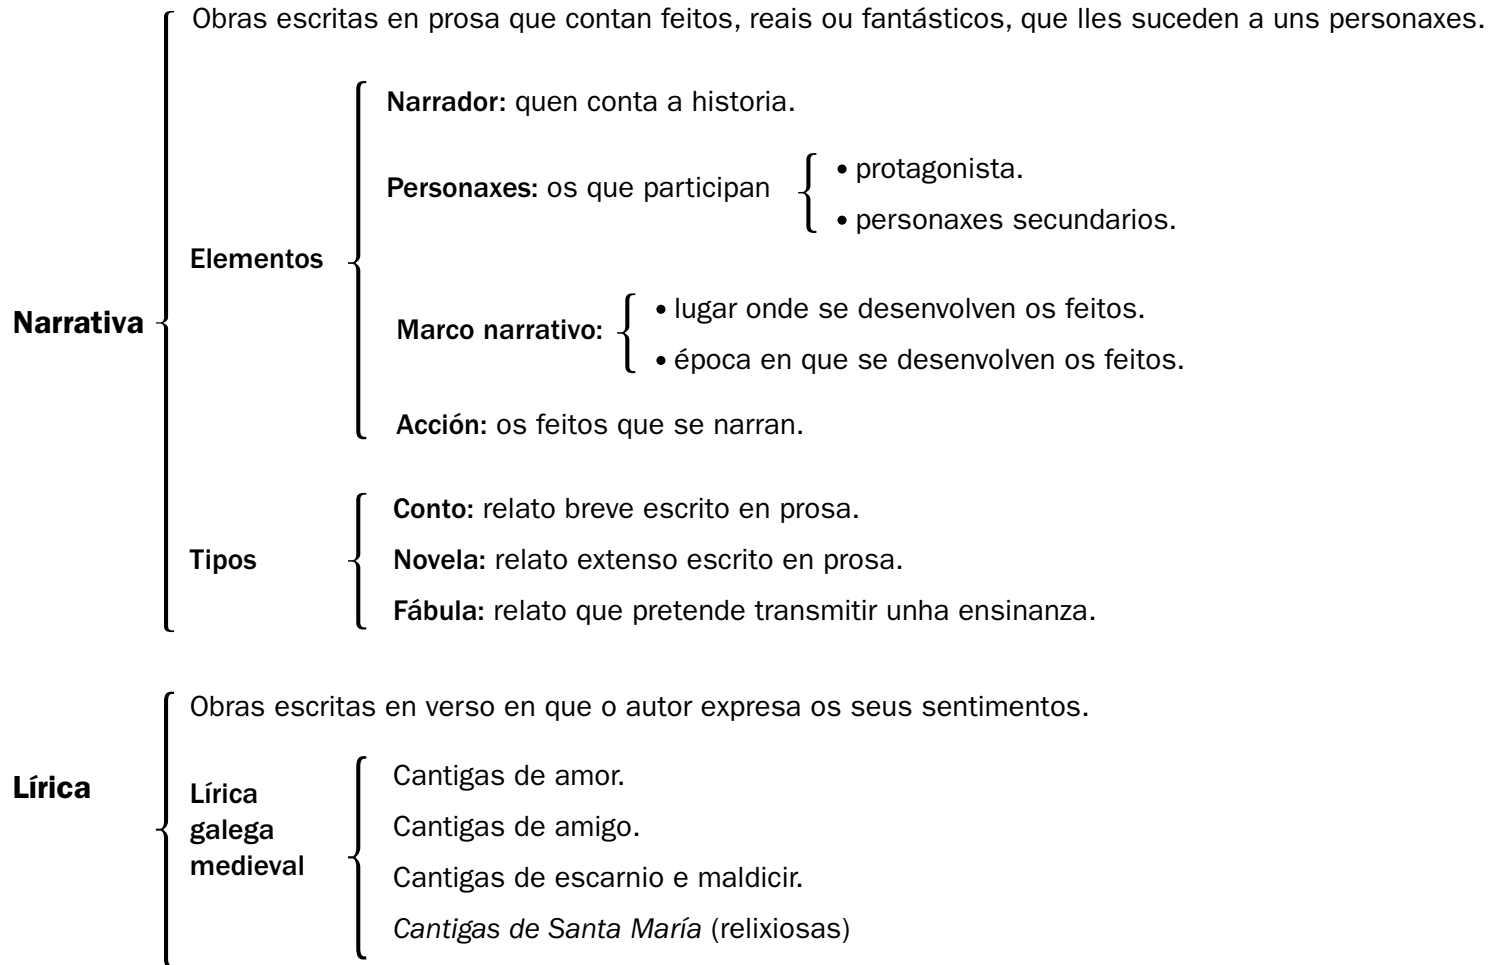 Obras escritas en prosa que contan feitos, reais ou fantásticos, que lles suceden a uns personaxes.
Narrador: quen conta a historia.
Personaxes: os que participan
• protagonista.
• personaxes secundarios.
Elementos
Narrativa
Marco narrativo:
• lugar onde se desenvolven os feitos.
• época en que se desenvolven os feitos.
Acción: os feitos que se narran.
Tipos
Conto: relato breve escrito en prosa.
Novela: relato extenso escrito en prosa.
Fábula: relato que pretende transmitir unha ensinanza.
Lírica
Obras escritas en verso en que o autor expresa os seus sentimentos.
Lírica
galega
medieval
Cantigas de amor.
Cantigas de amigo.
Cantigas de escarnio e maldicir.
Cantigas de Santa María (relixiosas)